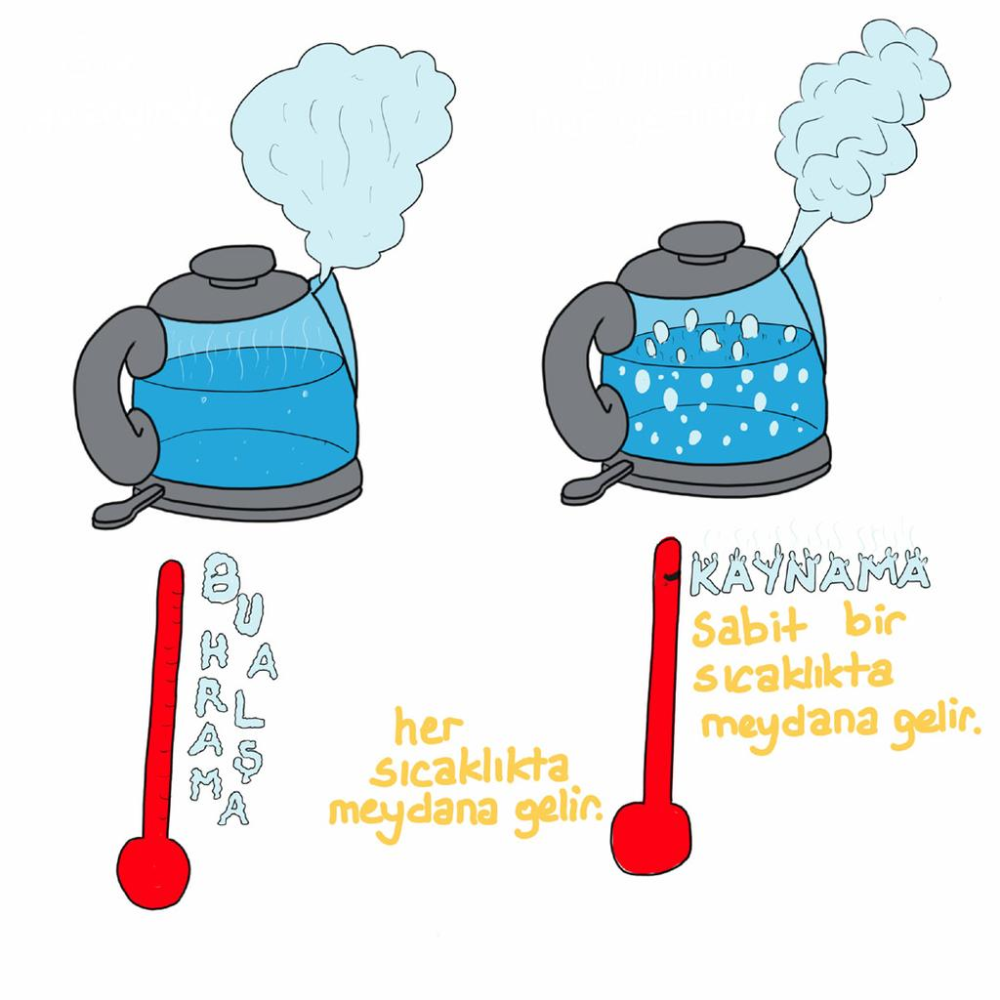 BUHARLAŞMA
her
sıcaklıkta
meydana gelir.
KAYNAMA
Sabit bir
sıcaklıkta
meydana gelir.